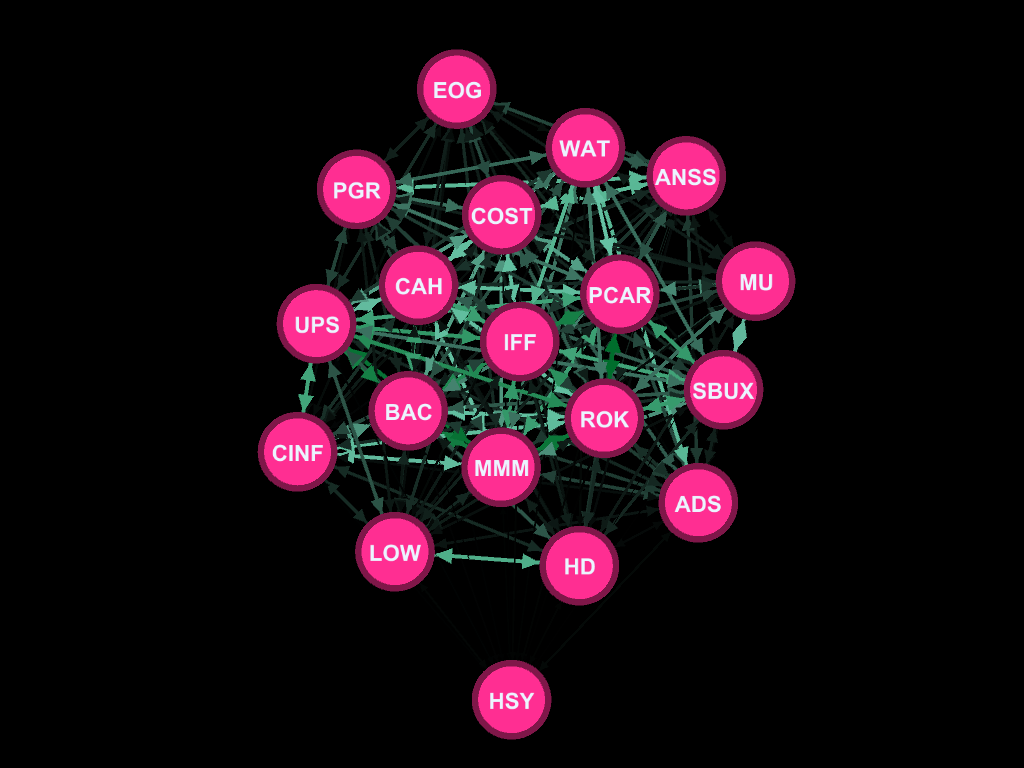 EOG
WAT
ANSS
PGR
COST
MU
CAH
PCAR
UPS
IFF
SBUX
BAC
ROK
CINF
MMM
ADS
LOW
HD
HSY